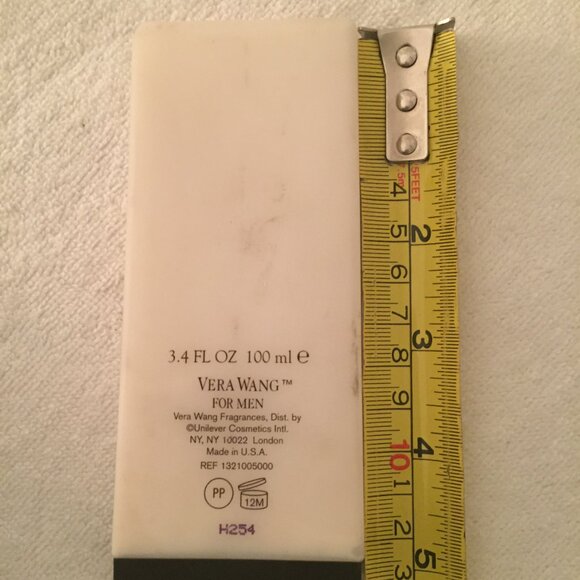 3.4 FL OZ 100 ml ℮
VERA WANG™
FOR MEN
Vera Wang Fragrances, Dist. by
©Unilever Cosmetics Intl.
NY, NY 10022 London
Made in U.S.A.
REF 1321005000
PP
12M
H254
5FEET
.5m
4
5
2
6
7
3
8
9
4
10
1
2
5
3